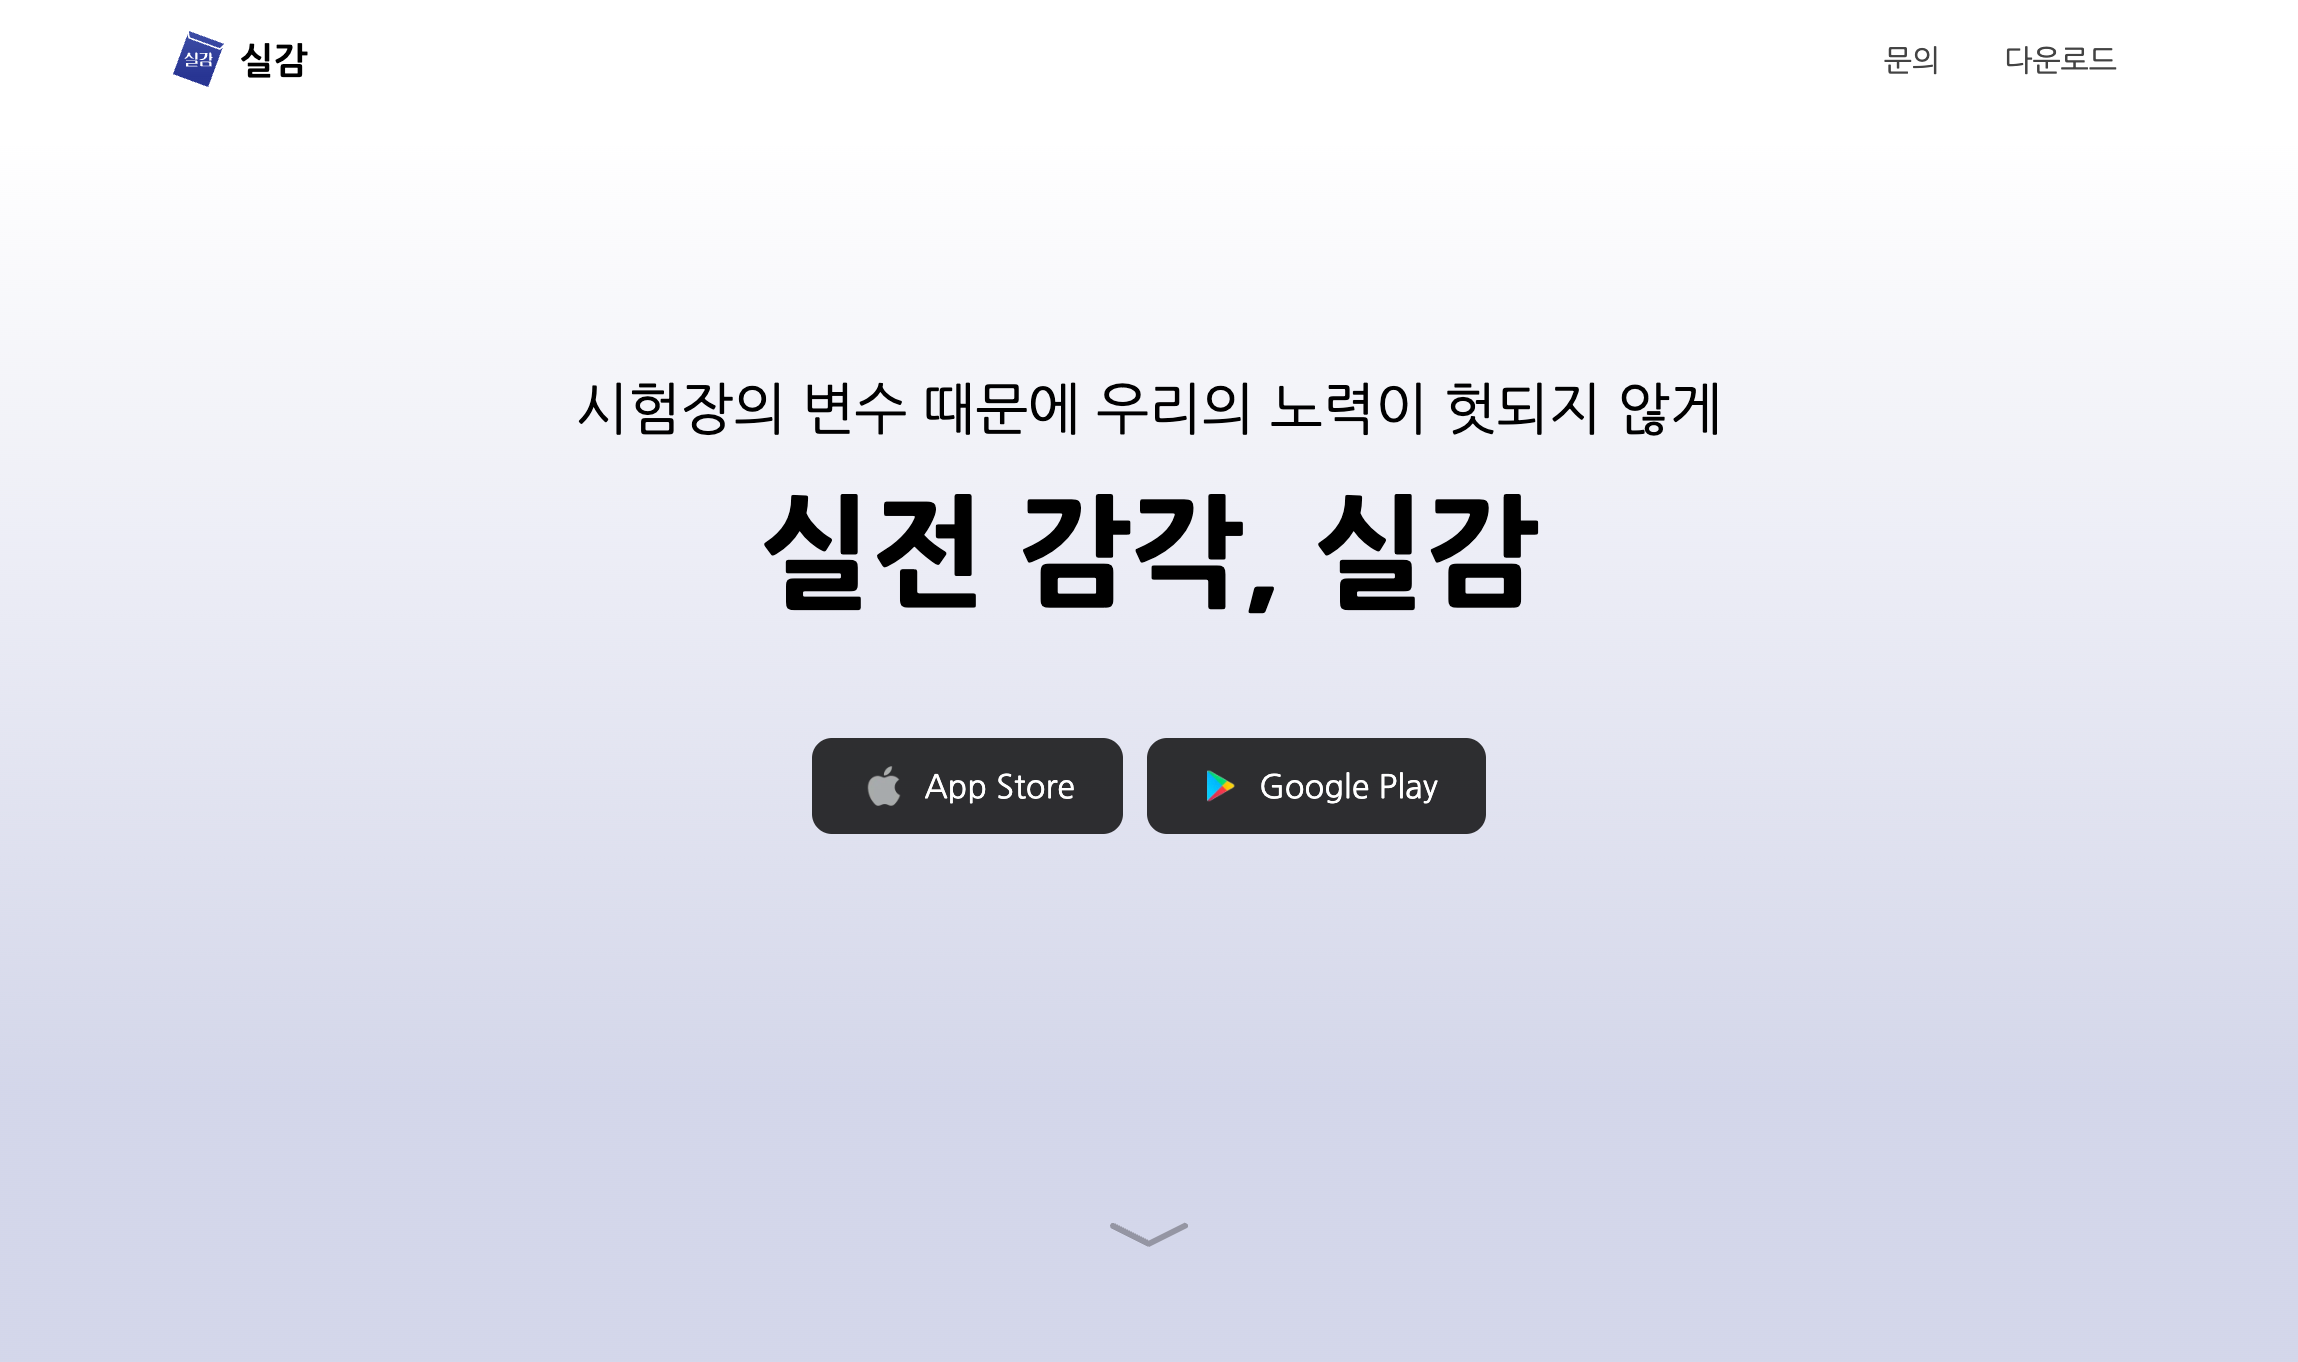 실감
실감
문의
다운로드
시험장의 변수 때문에 우리의 노력이 헛되지 않게
실전 감각, 실감
App Store
Google Play